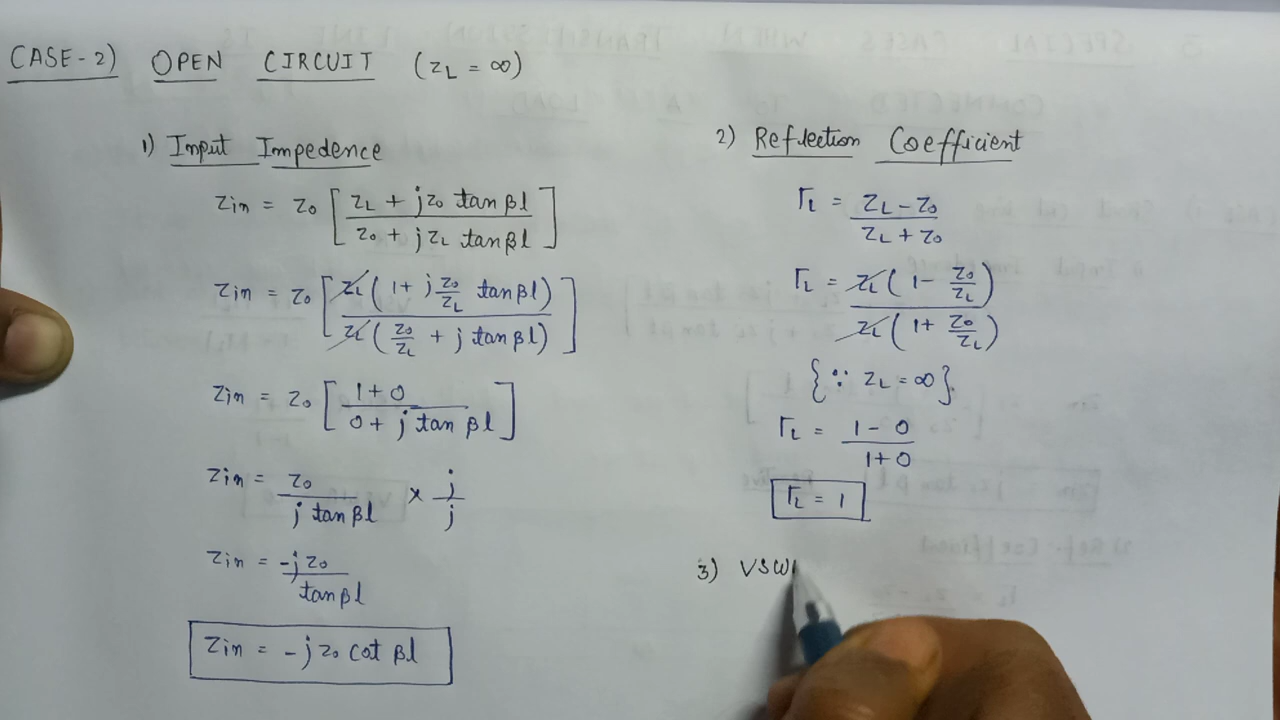 CASE-2) OPEN CIRCUIT (ZL = ∞)
1) Input Impedence
Zin = Z0 [ ZL + jZ0 tan βl / Z0 + jZL tan βl ]
Zin = Z0 [ ZL ( 1 + j Z0/ZL tan βl ) / ZL ( Z0/ZL + j tan βl ) ]
Zin = Z0 [ 1 + 0 / 0 + j tan βl ]
Zin = Z0 / j tan βl × j / j
Zin = -jZ0 / tan βl
Zin = -jZ0 cot βl
2) Reflection Coefficient
ΓL = ZL - Z0 / ZL + Z0
ΓL = ZL ( 1 - Z0/ZL ) / ZL ( 1 + Z0/ZL )
{ ∵ ZL = ∞ }
ΓL = 1 - 0 / 1 + 0
ΓL = 1
3) VSW